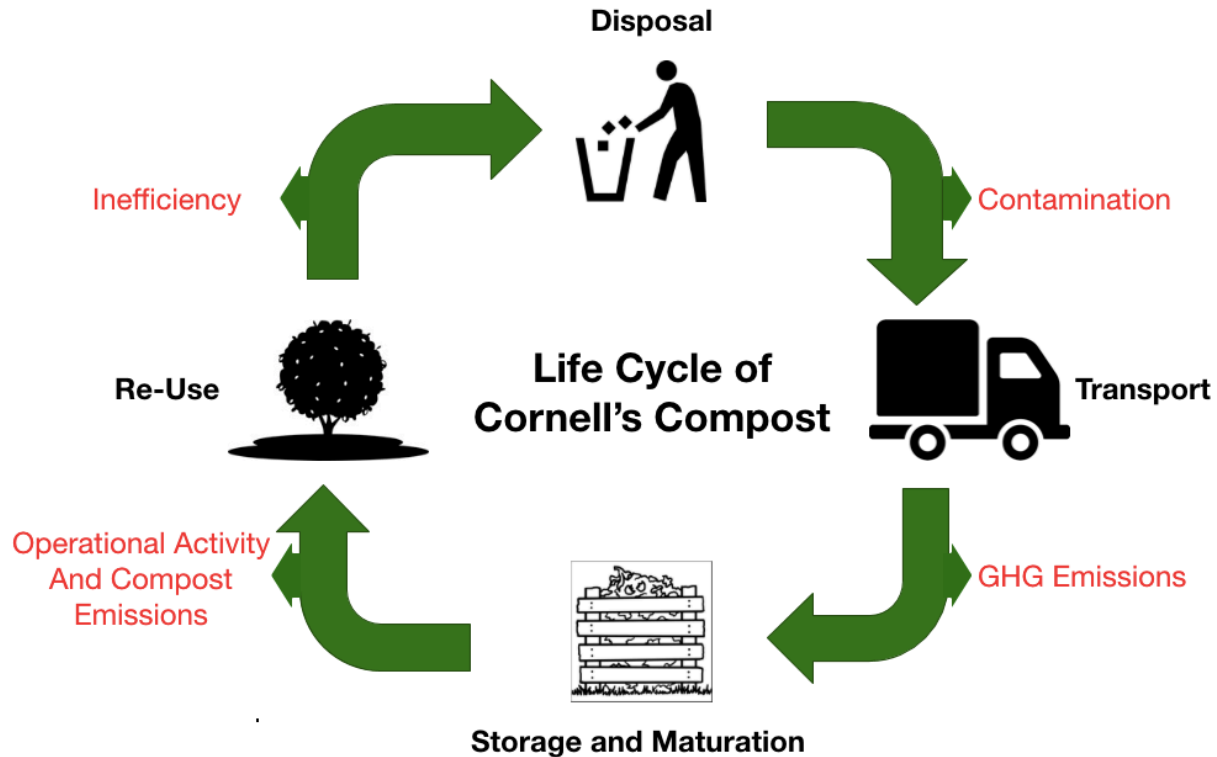 Disposal
Inefficiency
Contamination
Life Cycle of
Cornell's Compost
Re-Use
Transport
Operational Activity
And Compost
Emissions
GHG Emissions
Storage and Maturation